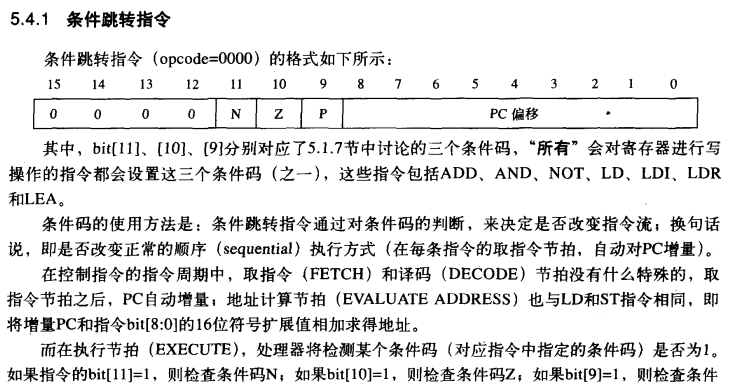 5.4.1 条件跳转指令
条件跳转指令（opcode=0000）的格式如下所示：
15 14 13 12 11 10 9 8 7 6 5 4 3 2 1 0
0 0 0 0 N Z P PC 偏移
其中，bit[11]、[10]、[9]分别对应了5.1.7节中讨论的三个条件码，“所有”会对寄存器进行写
操作的指令都会设置这三个条件码（之一），这些指令包括ADD、AND、NOT、LD、LDI、LDR
和LEA。
条件码的使用方法是：条件跳转指令通过对条件码的判断，来决定是否改变指令流；换句话
说，即是否改变正常的顺序（sequential）执行方式（在每条指令的取指令节拍，自动对PC增量）。
在控制指令的指令周期中，取指令（FETCH）和译码（DECODE）节拍没有什么特殊的，取
指令节拍之后，PC自动增量；地址计算节拍（EVALUATE ADDRESS）也与LD和ST指令相同，即
将增量PC和指令bit[8:0]的16位符号扩展值相加求得地址。
而在执行节拍（EXECUTE），处理器将检测某个条件码（对应指令中指定的条件码）是否为1。
如果指令的bit[11]=1，则检查条件码N；如果bit[10]=1，则检查条件码Z；如果bit[9]=1，则检查条件